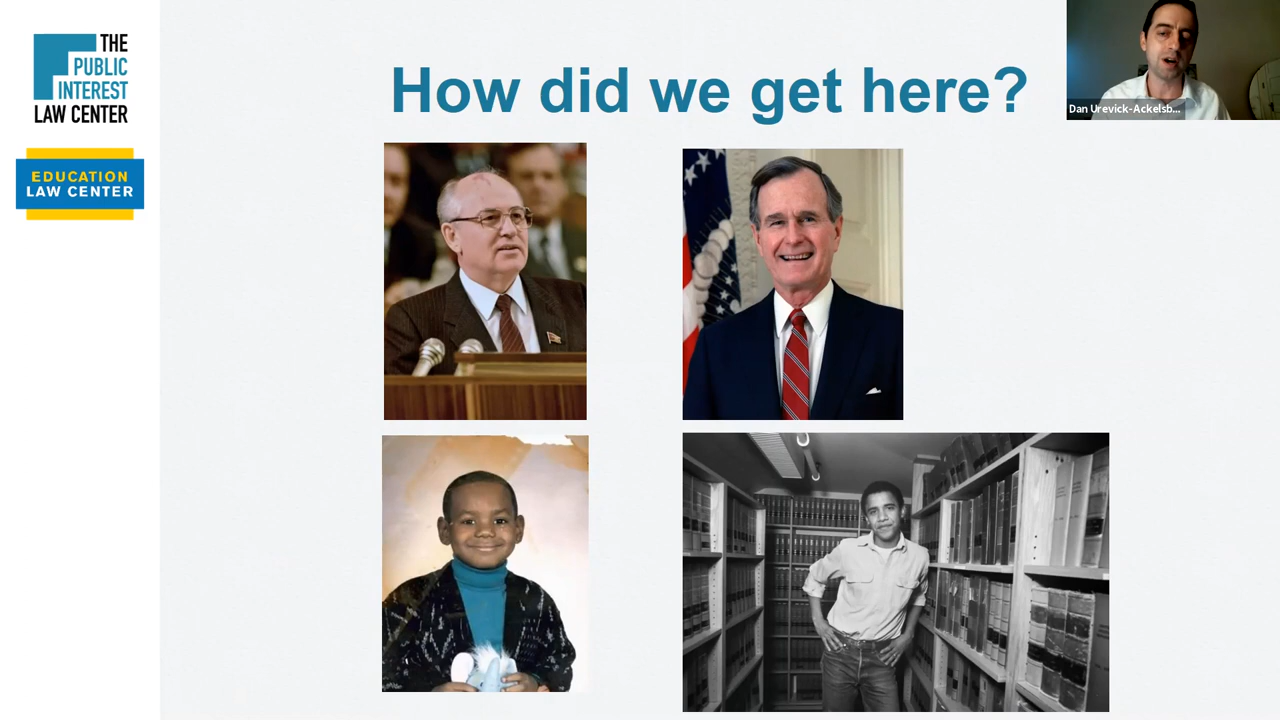 THE
PUBLIC
INTEREST
LAW CENTER
EDUCATION
LAW CENTER
How did we get here?
Dan Urevick-Ackelsb...